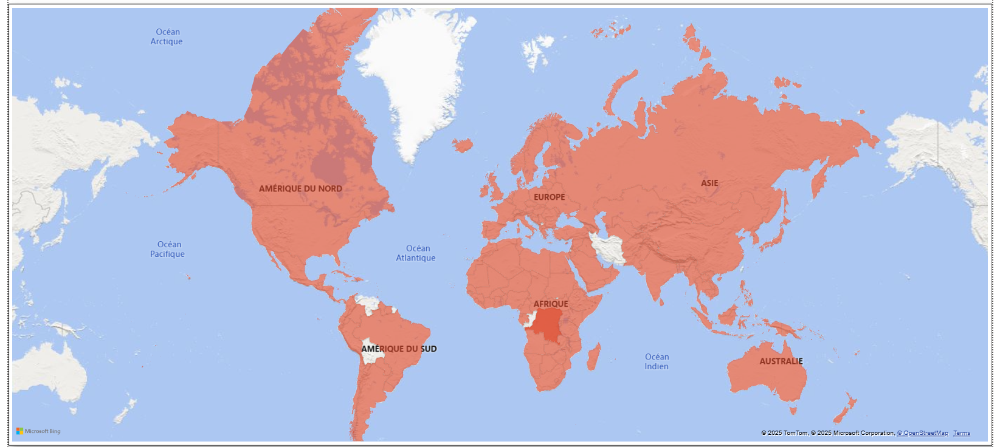 Océan
Arctique
AMÉRIQUE DU NORD
EUROPE
ASIE
Océan
Pacifique
Océan
Atlantique
AFRIQUE
AMÉRIQUE DU SUD
Océan
Indien
AUSTRALIE
Microsoft Bing
© 2025 TomTom, © 2025 Microsoft Corporation, © OpenStreetMap Terms